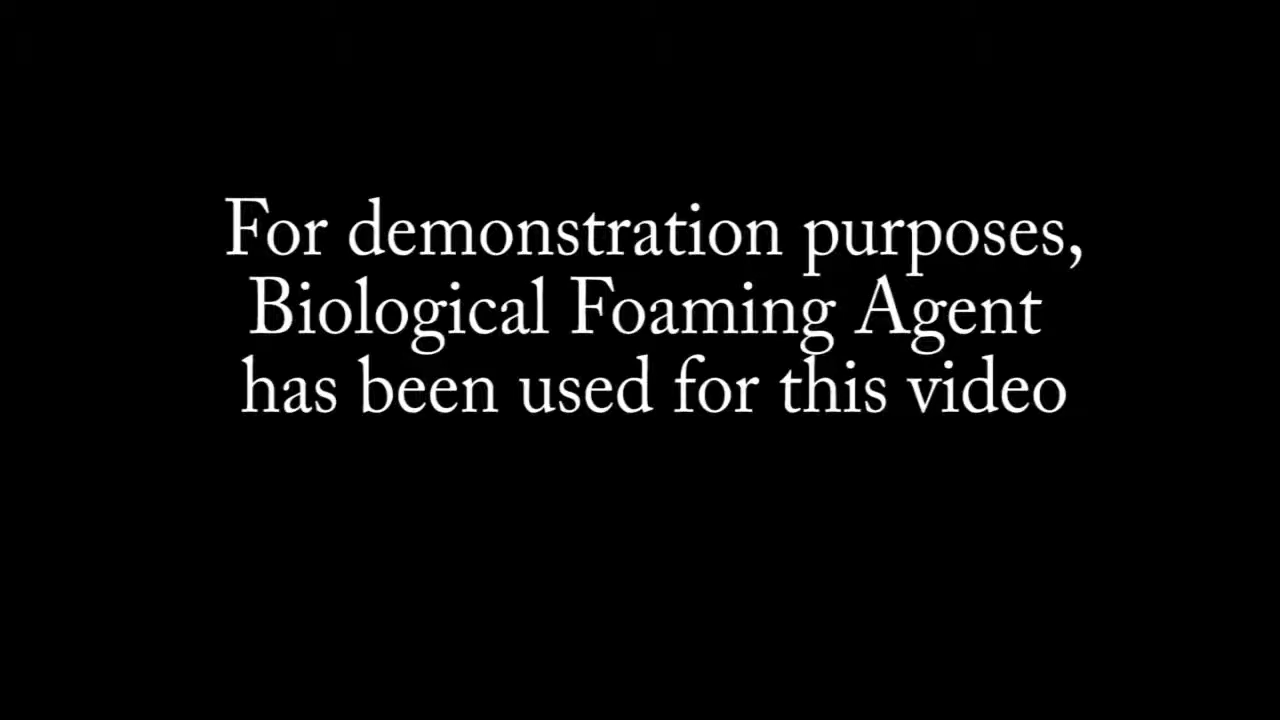 For demonstration purposes,
Biological Foaming Agent
has been used for this video